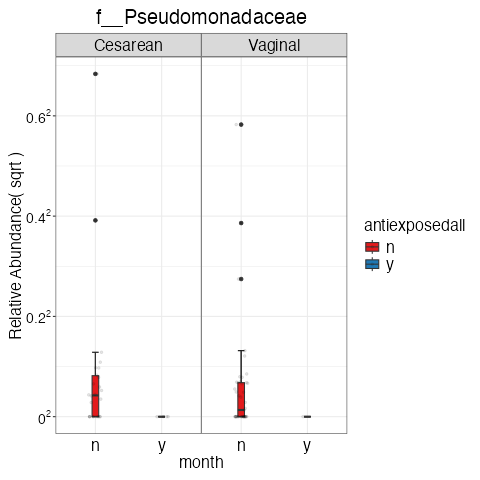 f__Pseudomonadaceae
Cesarean Vaginal
0.6²
0.4²
0.2²
0²
Relative Abundance( sqrt )
n y n y
month
antiexposedall
n
y